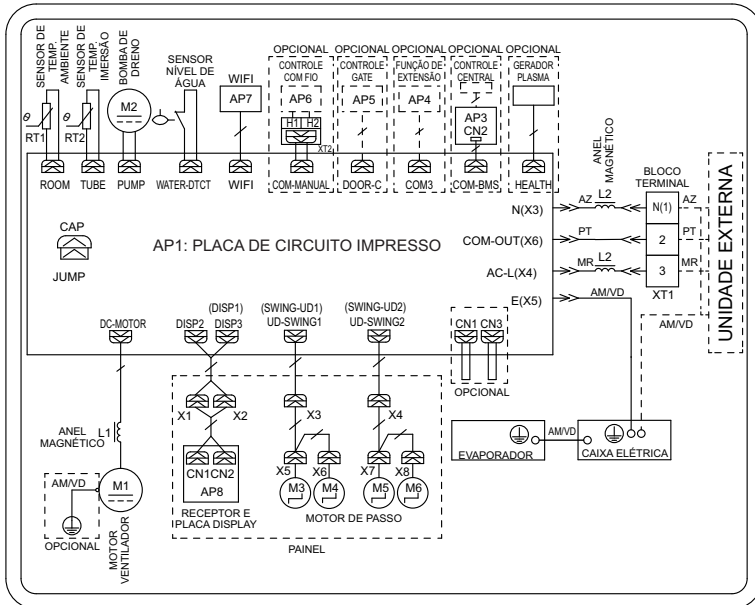 SENSOR DE
TEMP.
AMBIENTE
SENSOR DE
TEMP.
IMERSÃO
BOMBA DE
DRENO
SENSOR
NÍVEL DE
ÁGUA
WIFI
AP7
OPCIONAL
CONTROLE
COM FIO
AP6
H1
H2
XT2
OPCIONAL
CONTROLE
GATE
AP5
OPCIONAL
FUNÇÃO DE
EXTENSÃO
AP4
OPCIONAL
CONTROLE
CENTRAL
AP3
CN2
OPCIONAL
GERADOR
PLASMA
θ
RT1
θ
RT2
M2
ROOM
TUBE
PUMP
WATER-DTCT
WIFI
COM-MANUAL
DOOR-C
COM3
COM-BMS
HEALTH
ANEL
MAGNÉTICO
BLOCO
TERMINAL
UNIDADE EXTERNA
N(X3)
AZ
L2
N(1)
AZ
COM-OUT(X6)
PT
2
PT
AC-L(X4)
MR
L2
3
MR
E(X5)
AM/VD
XT1
AM/VD
CAP
JUMP
AP1: PLACA DE CIRCUITO IMPRESSO
DC-MOTOR
(DISP1)
DISP2
DISP3
(SWING-UD1)
UD-SWING1
(SWING-UD2)
UD-SWING2
CN1
CN3
OPCIONAL
X1
X2
X3
X4
ANEL
MAGNÉTICO
L1
CN1
CN2
AP8
X5
X6
X7
X8
M3
M4
M5
M6
RECEPTOR E
PLACA DISPLAY
MOTOR DE PASSO
PAINEL
AM/VD
OPCIONAL
M1
MOTOR
VENTILADOR
EVAPORADOR
AM/VD
CAIXA ELÉTRICA